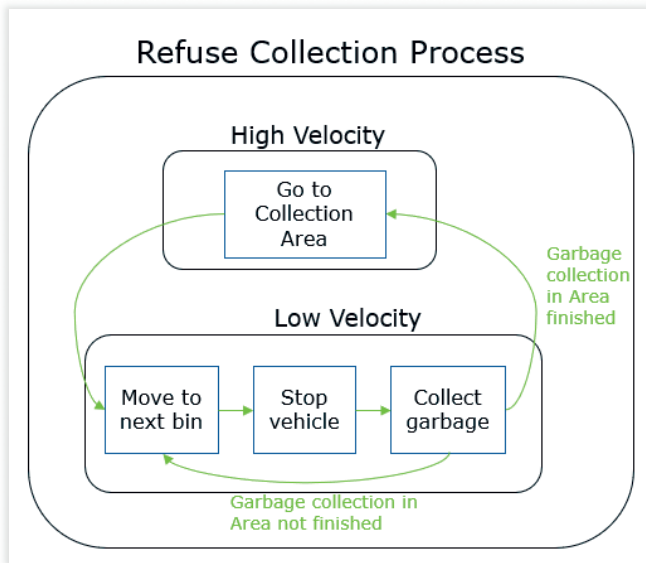 Refuse Collection Process
High Velocity
Go to
Collection
Area
Garbage
collection
in Area
finished
Low Velocity
Move to
next bin
Stop
vehicle
Collect
garbage
Garbage collection in
Area not finished